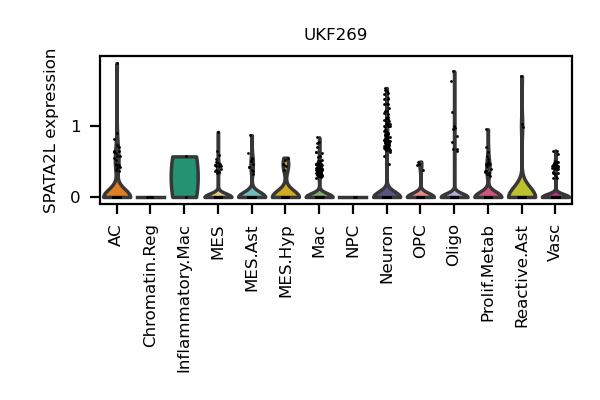 UKF269
SPATA2L expression
1
0
AC
Chromatin.Reg
Inflammatory.Mac
MES
MES.Ast
MES.Hyp
Mac
NPC
Neuron
OPC
Oligo
Prolif.Metab
Reactive.Ast
Vasc